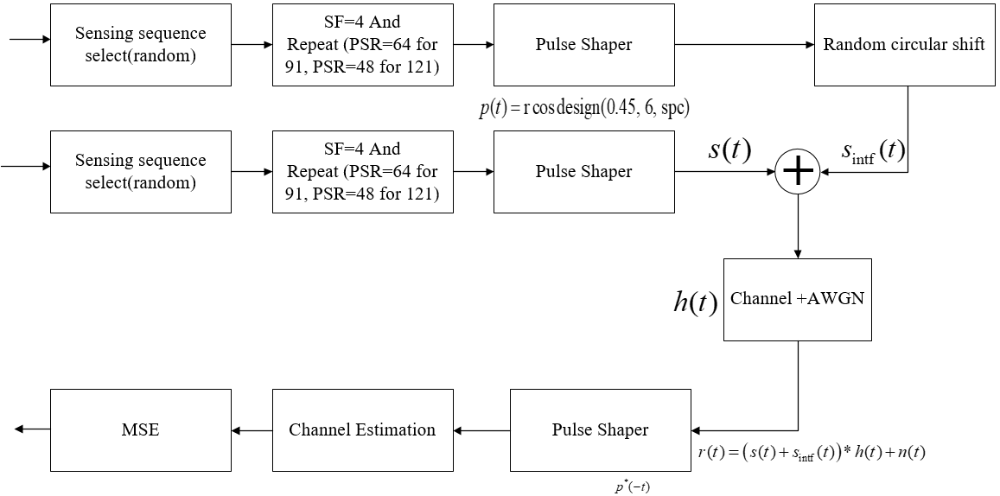 Sensing sequence
select(random)
SF=4 And
Repeat (PSR=64 for
91, PSR=48 for 121)
Pulse Shaper
Random circular shift
p(t) = r cos design(0.45, 6, spc)
Sensing sequence
select(random)
SF=4 And
Repeat (PSR=64 for
91, PSR=48 for 121)
Pulse Shaper
s(t)
+
s_intf(t)
h(t)
Channel +AWGN
MSE
Channel Estimation
Pulse Shaper
r(t) = (s(t) + s_intf(t)) * h(t) + n(t)
p*(−t)